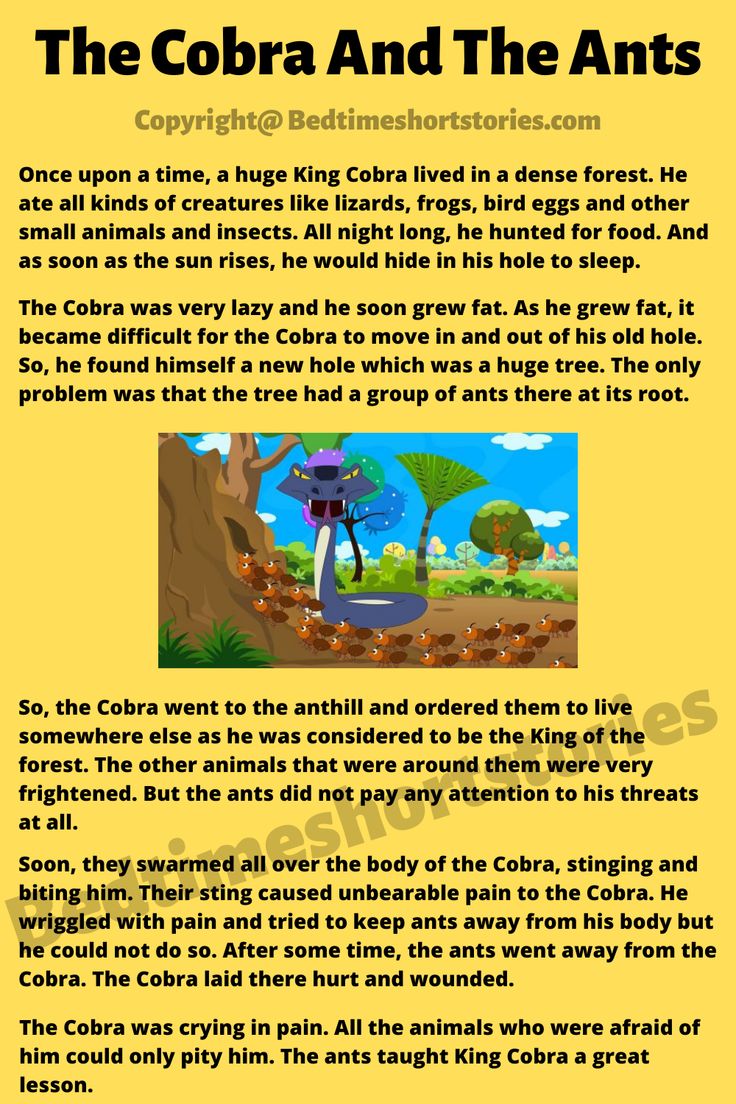 The Cobra And The Ants
Copyright@ Bedtimeshortstories.com
Once upon a time, a huge King Cobra lived in a dense forest. He
ate all kinds of creatures like lizards, frogs, bird eggs and other
small animals and insects. All night long, he hunted for food. And
as soon as the sun rises, he would hide in his hole to sleep.
The Cobra was very lazy and he soon grew fat. As he grew fat, it
became difficult for the Cobra to move in and out of his old hole.
So, he found himself a new hole which was a huge tree. The only
problem was that the tree had a group of ants there at its root.
So, the Cobra went to the anthill and ordered them to live
somewhere else as he was considered to be the King of the
forest. The other animals that were around them were very
frightened. But the ants did not pay any attention to his threats
at all.
Soon, they swarmed all over the body of the Cobra, stinging and
biting him. Their sting caused unbearable pain to the Cobra. He
wriggled with pain and tried to keep ants away from his body but
he could not do so. After some time, the ants went away from the
Cobra. The Cobra laid there hurt and wounded.
The Cobra was crying in pain. All the animals who were afraid of
him could only pity him. The ants taught King Cobra a great
lesson.
Bedtimeshortstories